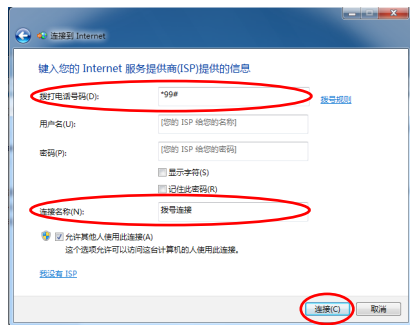 连接到 Internet
键入您的 Internet 服务提供商(ISP)提供的信息
拨打电话号码(D): *99# 拨号规则
用户名(U): [您的 ISP 给您的名称]
密码(P): [您的 ISP 给您的密码]
显示字符(S)
记住此密码(R)
连接名称(N): 拨号连接
允许其他人使用此连接(A)
这个选项允许可以访问这台计算机的人使用此连接。
我没有 ISP
连接(C) 取消